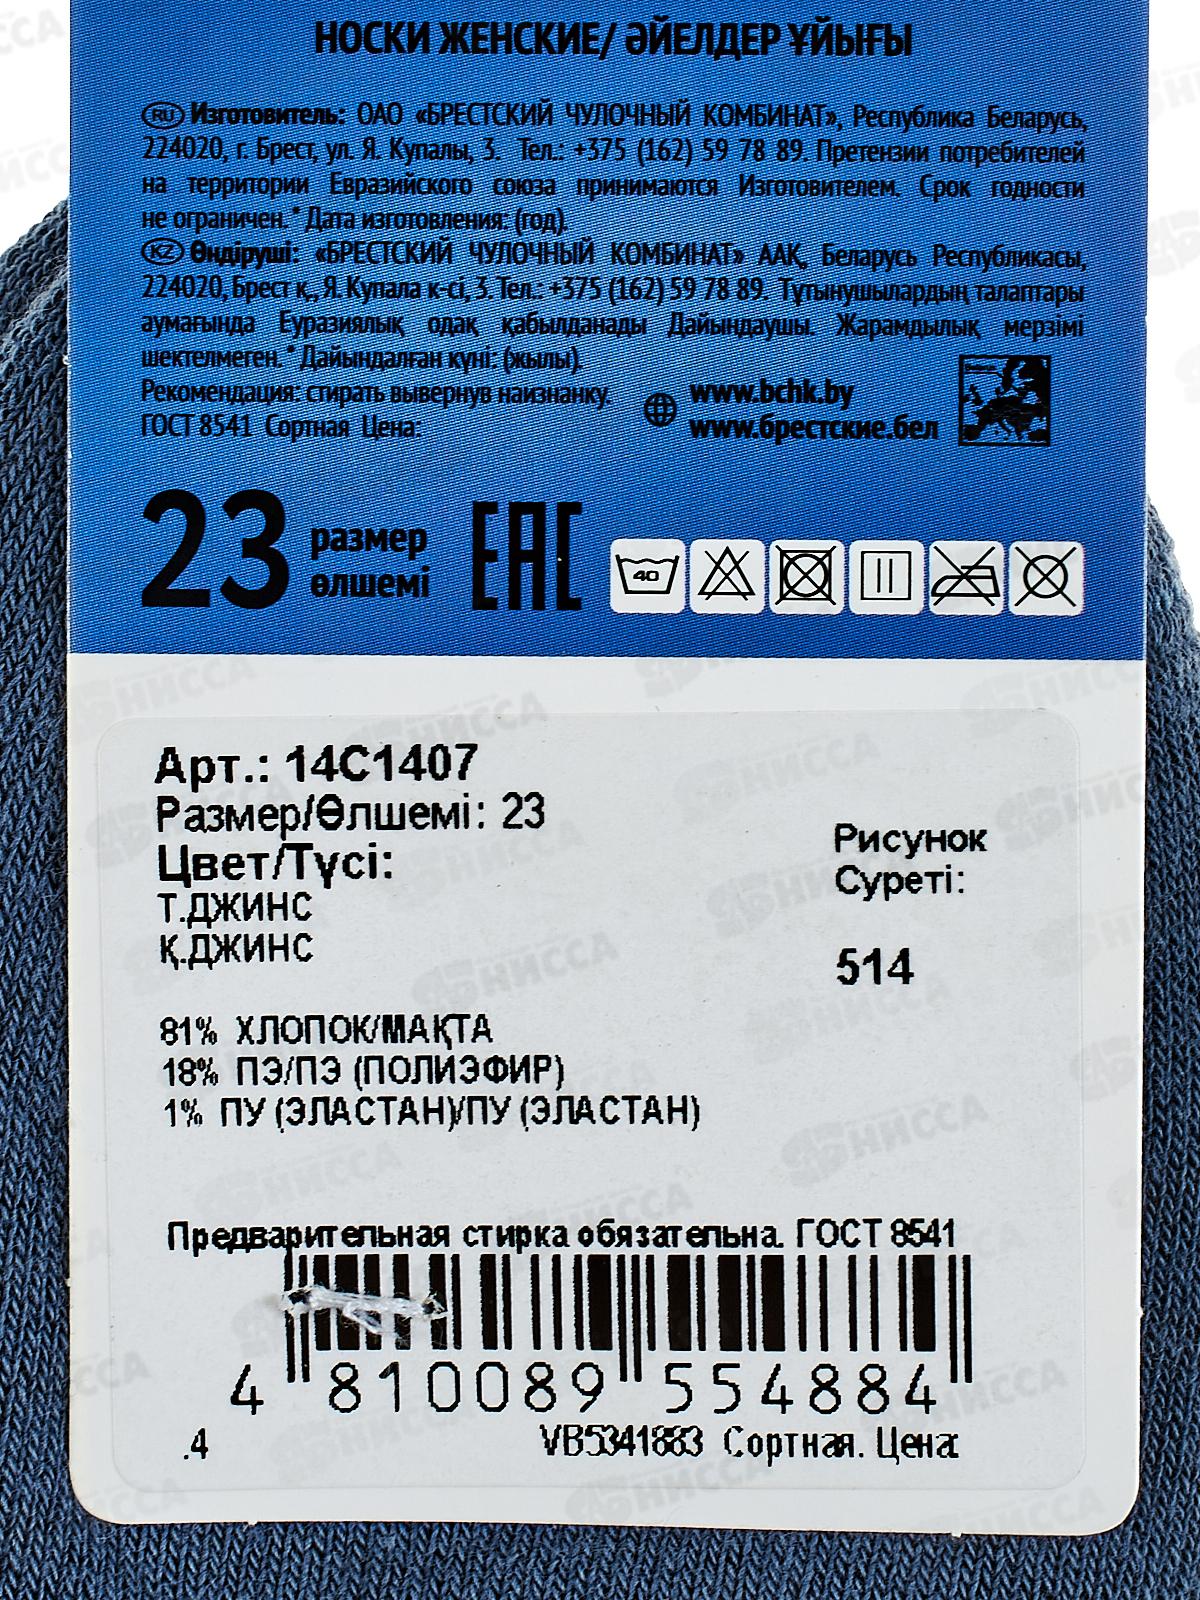 НОСКИ ЖЕНСКИЕ/ ӘЙЕЛДЕР ҰЙЫҒЫ
RU Изготовитель: ОАО «БРЕСТСКИЙ ЧУЛОЧНЫЙ КОМБИНАТ», Республика Беларусь,
224020, г. Брест, ул. Я. Купалы, 3. Тел.: +375 (162) 59 78 89. Претензии потребителей
на территории Евразийского союза принимаются Изготовителем. Срок годности
не ограничен. * Дата изготовления: (год).
KZ Өндіруші: «БРЕСТСКИЙ ЧУЛОЧНЫЙ КОМБИНАТ» ААҚ, Беларусь Республикасы,
224020, Брест қ., Я. Купала к-сі, 3. Тел.: +375 (162) 59 78 89. Тұтынушылардың талаптары
аумағында Еуразиялық одақ қабылданады Дайындаушы. Жарамдылық мерзімі
шектелмеген. * Дайындалған күні: (жылы).
Рекомендация: стирать вывернув наизнанку.
ГОСТ 8541 Сортная Цена:
www.bchk.by
www.брестские.бел
23 размер
өлшемі
EAC
40
Арт.: 14С1407
Размер/Өлшемі: 23
Цвет/Түсі:
Т.ДЖИНС
Қ.ДЖИНС
Рисунок
Суреті:
514
81% ХЛОПОК/МАҚТА
18% ПЭ/ПЭ (ПОЛИЭФИР)
1% ПУ (ЭЛАСТАН)/ПУ (ЭЛАСТАН)
Предварительная стирка обязательна. ГОСТ 8541
4 810089 554884
.4 VB5341883 Сортная. Цена:
НИССА